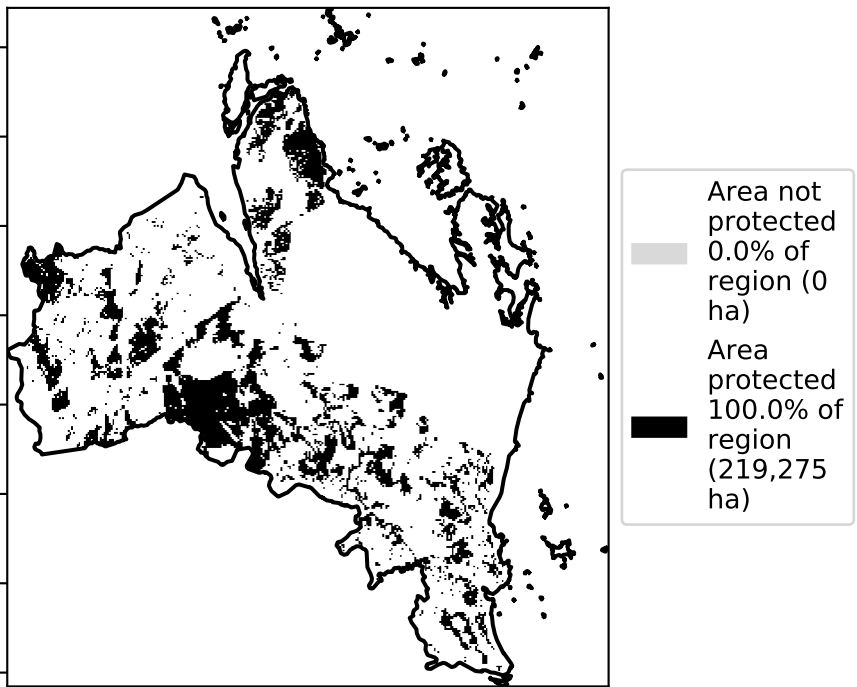 Area not
protected
0.0% of
region (0
ha)
Area
protected
100.0% of
region
(219,275
ha)